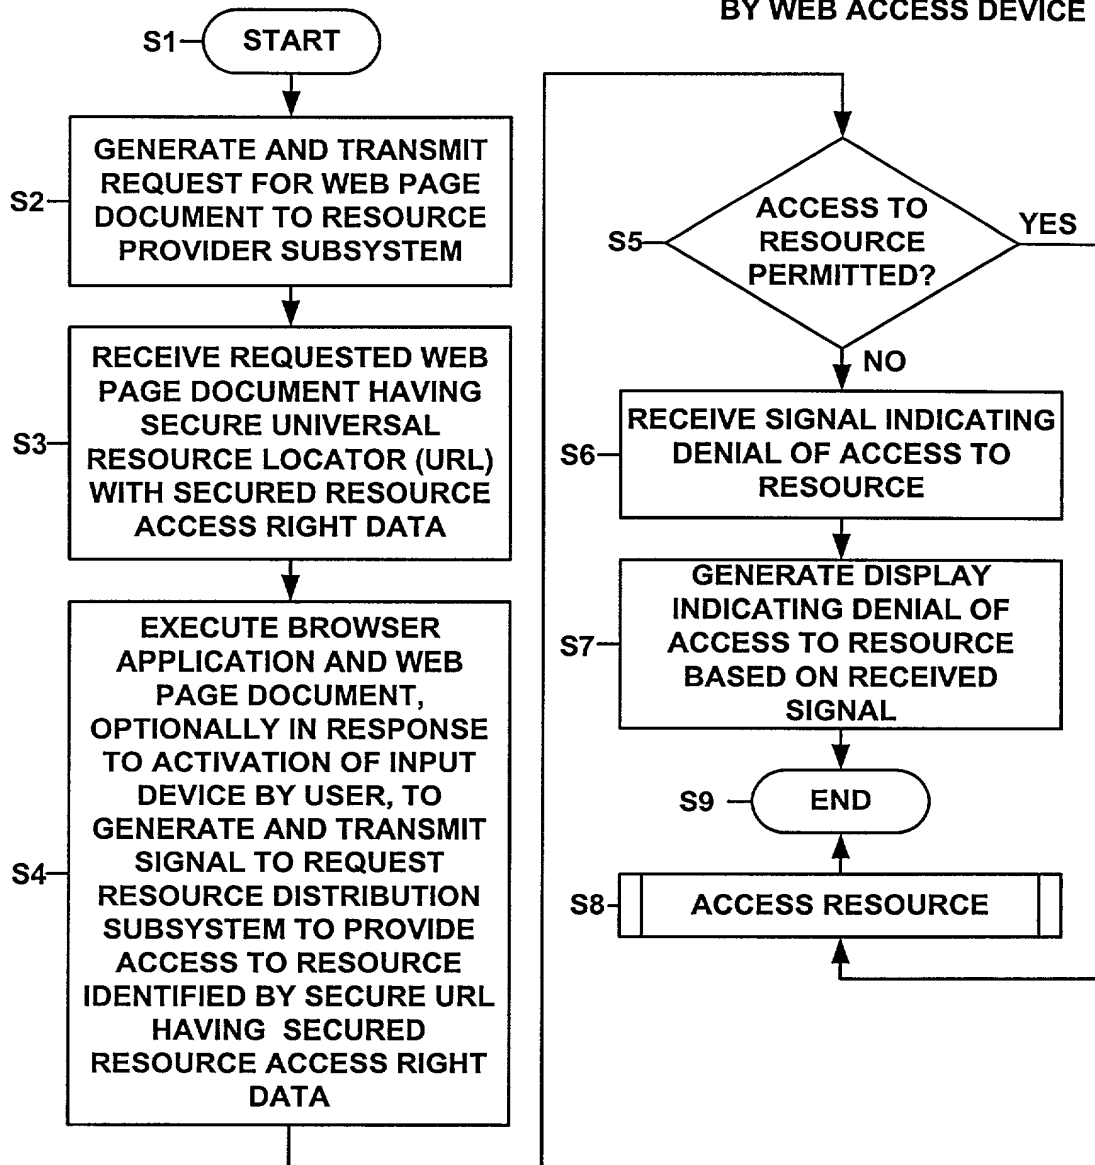 BY WEB ACCESS DEVICE
S1
START
S2
GENERATE AND TRANSMIT
REQUEST FOR WEB PAGE
DOCUMENT TO RESOURCE
PROVIDER SUBSYSTEM
S3
RECEIVE REQUESTED WEB
PAGE DOCUMENT HAVING
SECURE UNIVERSAL
RESOURCE LOCATOR (URL)
WITH SECURED RESOURCE
ACCESS RIGHT DATA
S4
EXECUTE BROWSER
APPLICATION AND WEB
PAGE DOCUMENT,
OPTIONALLY IN RESPONSE
TO ACTIVATION OF INPUT
DEVICE BY USER, TO
GENERATE AND TRANSMIT
SIGNAL TO REQUEST
RESOURCE DISTRIBUTION
SUBSYSTEM TO PROVIDE
ACCESS TO RESOURCE
IDENTIFIED BY SECURE URL
HAVING SECURED
RESOURCE ACCESS RIGHT
DATA
S5
ACCESS TO
RESOURCE
PERMITTED?
YES
NO
S6
RECEIVE SIGNAL INDICATING
DENIAL OF ACCESS TO
RESOURCE
S7
GENERATE DISPLAY
INDICATING DENIAL OF
ACCESS TO RESOURCE
BASED ON RECEIVED
SIGNAL
S9
END
S8
ACCESS RESOURCE